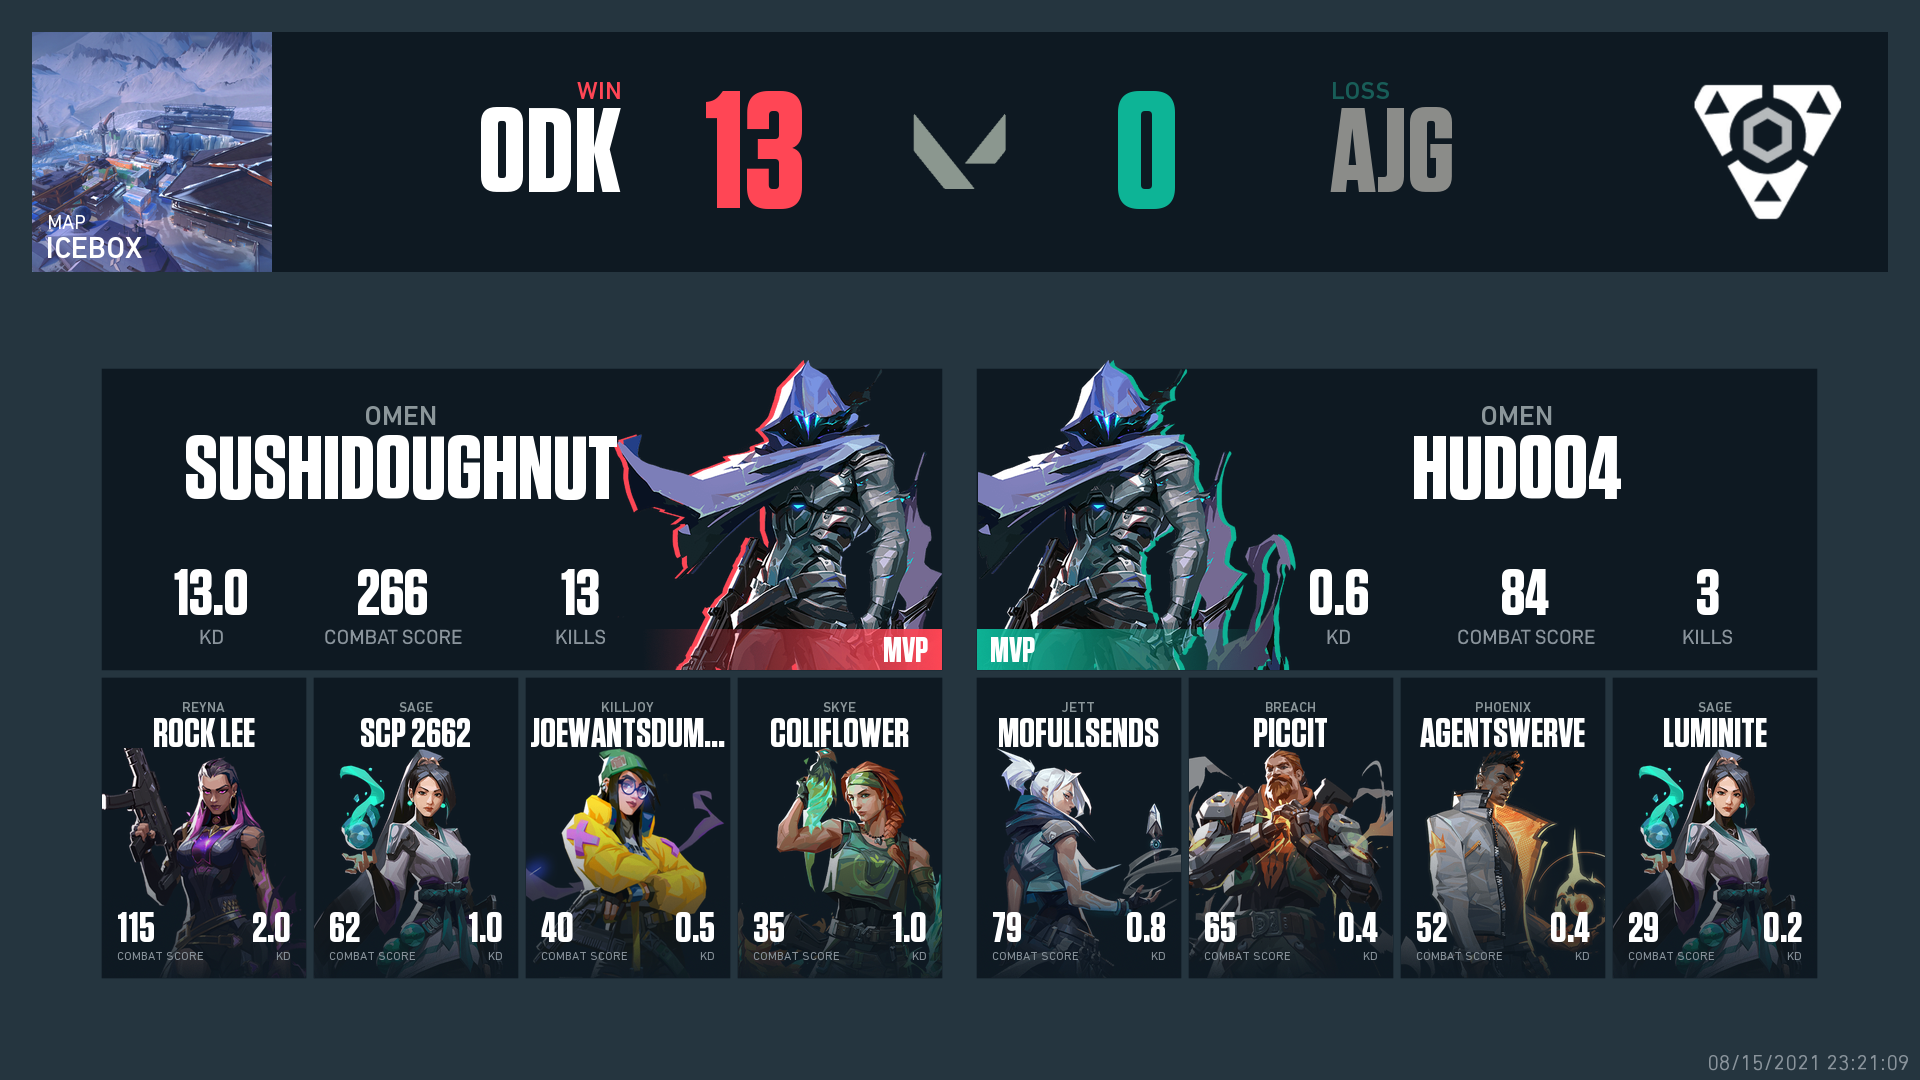 MAP
ICEBOX
WIN
ODK
13
0
LOSS
AJG
OMEN
SUSHIDOUGHNUT
13.0
KD
266
COMBAT SCORE
13
KILLS
MVP
OMEN
HUD004
MVP
0.6
KD
84
COMBAT SCORE
3
KILLS
REYNA
ROCK LEE
115
COMBAT SCORE
2.0
KD
SAGE
SCP 2662
62
COMBAT SCORE
1.0
KD
KILLJOY
JOEWANTSDUM...
40
COMBAT SCORE
0.5
KD
SKYE
COLIFLOWER
35
COMBAT SCORE
1.0
KD
JETT
MOFULLSENDS
79
COMBAT SCORE
0.8
KD
BREACH
PICCIT
65
COMBAT SCORE
0.4
KD
PHOENIX
AGENTSWERVE
52
COMBAT SCORE
0.4
KD
SAGE
LUMINITE
29
COMBAT SCORE
0.2
KD
08/15/2021 23:21:09